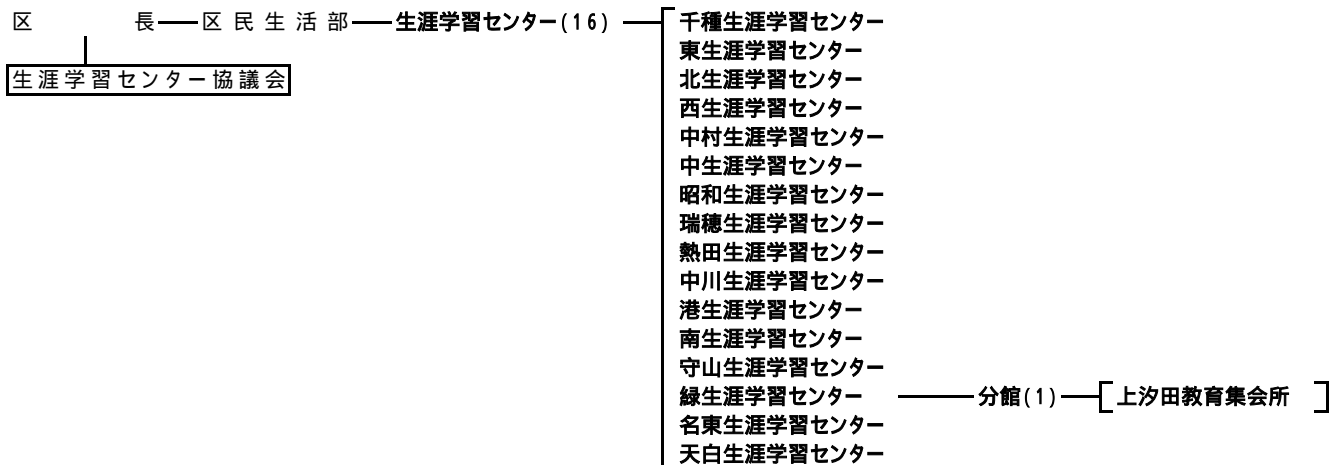 区長 区民生活部 生涯学習センター(16) 千種生涯学習センター
東生涯学習センター
生涯学習センター協議会 北生涯学習センター
西生涯学習センター
中村生涯学習センター
中生涯学習センター
昭和生涯学習センター
瑞穂生涯学習センター
熱田生涯学習センター
中川生涯学習センター
港生涯学習センター
南生涯学習センター
守山生涯学習センター
緑生涯学習センター 分館(1) 上汐田教育集会所
名東生涯学習センター
天白生涯学習センター